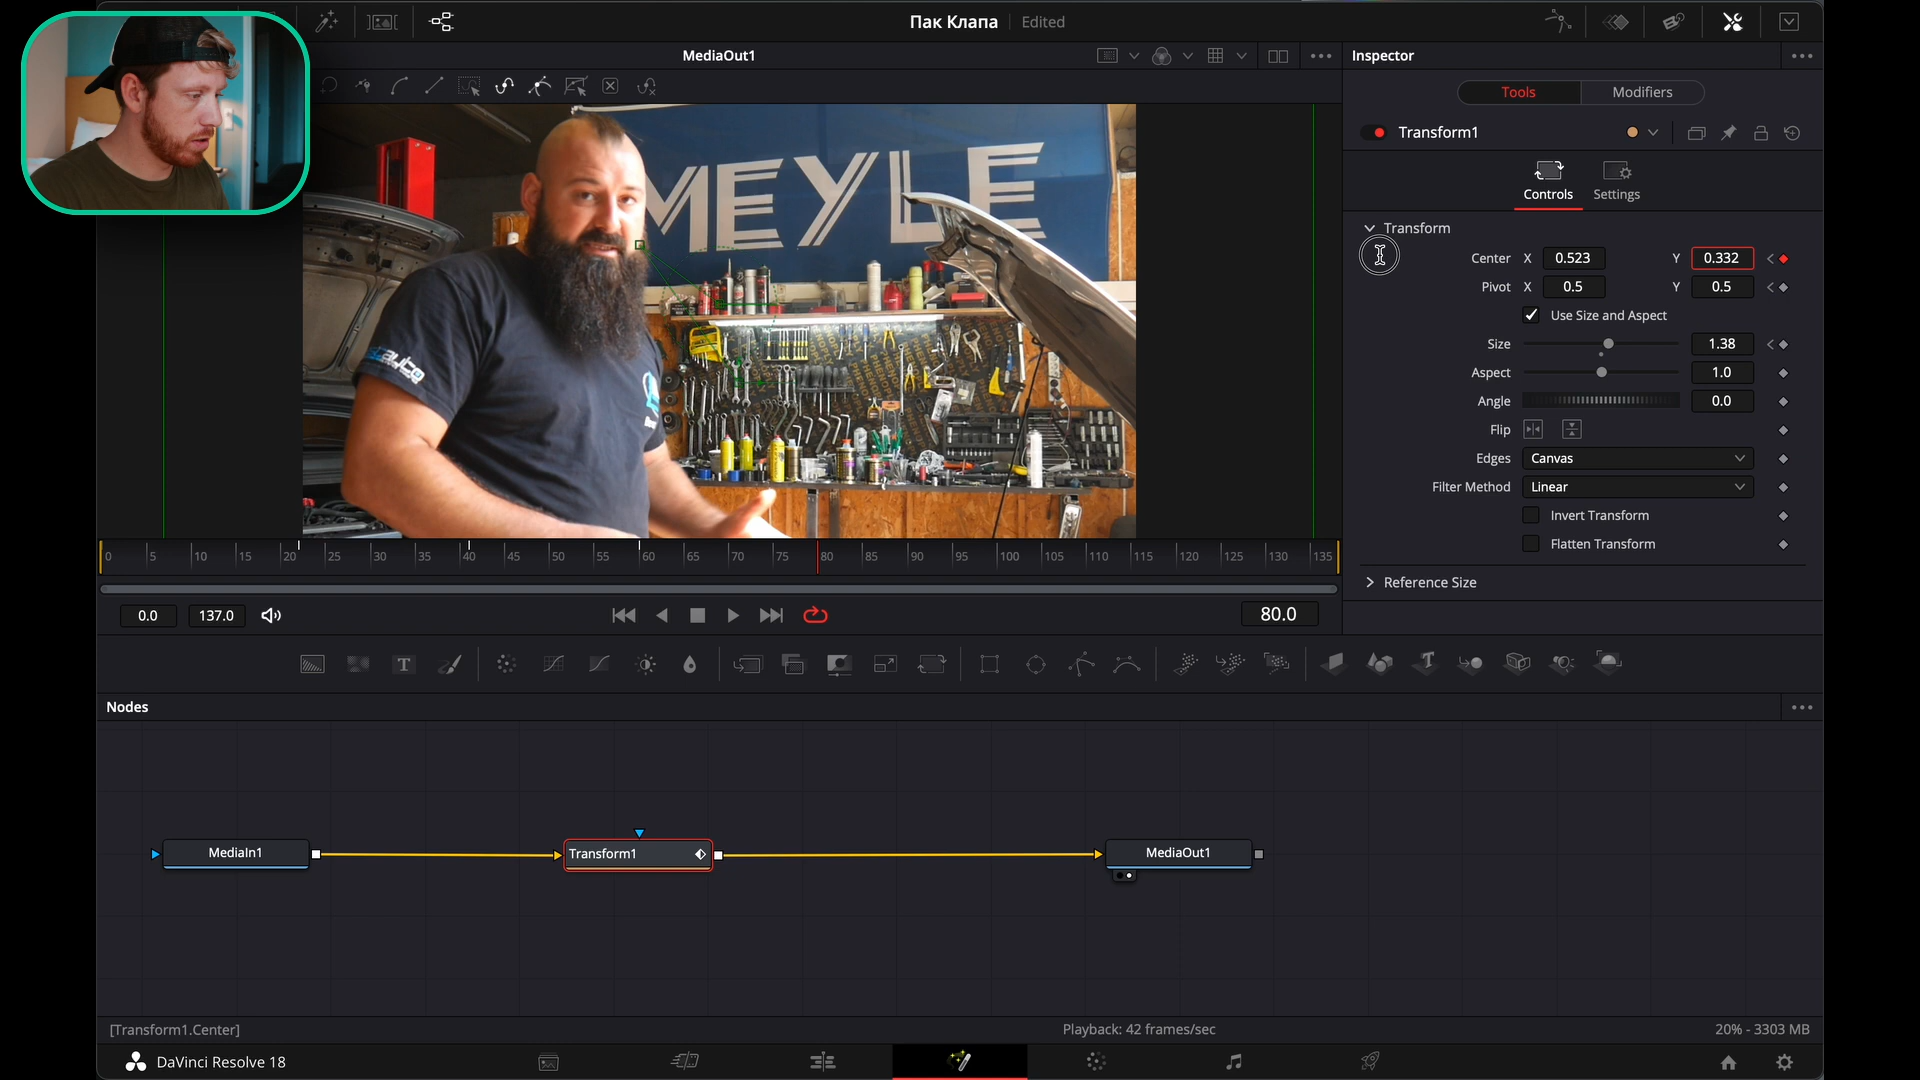 Пак Клапа Edited
MediaOut1
Inspector
Tools
Modifiers
Transform1
Controls
Settings
Transform
Center X 0.523 Y 0.332
Pivot X 0.5 Y 0.5
Use Size and Aspect
Size 1.38
Aspect 1.0
Angle 0.0
Flip
Edges Canvas
Filter Method Linear
Invert Transform
Flatten Transform
Reference Size
MEYLE
0 5 10 15 20 25 30 35 40 45 50 55 60 65 70 75 80 85 90 95 100 105 110 115 120 125 130 135
0.0 137.0 80.0
T
Nodes
MediaIn1
Transform1
MediaOut1
[Transform1.Center]
Playback: 42 frames/sec
20% - 3303 MB
DaVinci Resolve 18